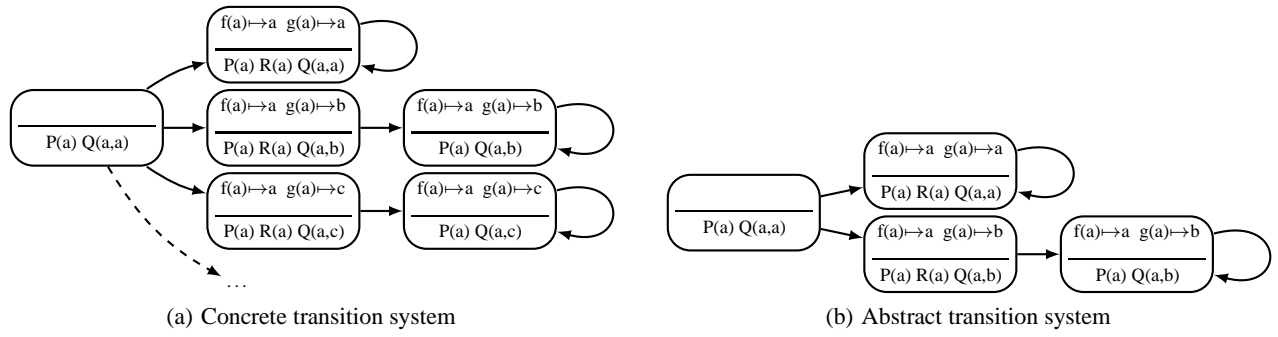 f(a)↦a g(a)↦a
P(a) R(a) Q(a,a)
P(a) Q(a,a)
f(a)↦a g(a)↦b
P(a) R(a) Q(a,b)
f(a)↦a g(a)↦b
P(a) Q(a,b)
f(a)↦a g(a)↦c
P(a) R(a) Q(a,c)
f(a)↦a g(a)↦c
P(a) Q(a,c)
...
(a) Concrete transition system
f(a)↦a g(a)↦a
P(a) R(a) Q(a,a)
P(a) Q(a,a)
f(a)↦a g(a)↦b
P(a) R(a) Q(a,b)
f(a)↦a g(a)↦b
P(a) Q(a,b)
(b) Abstract transition system